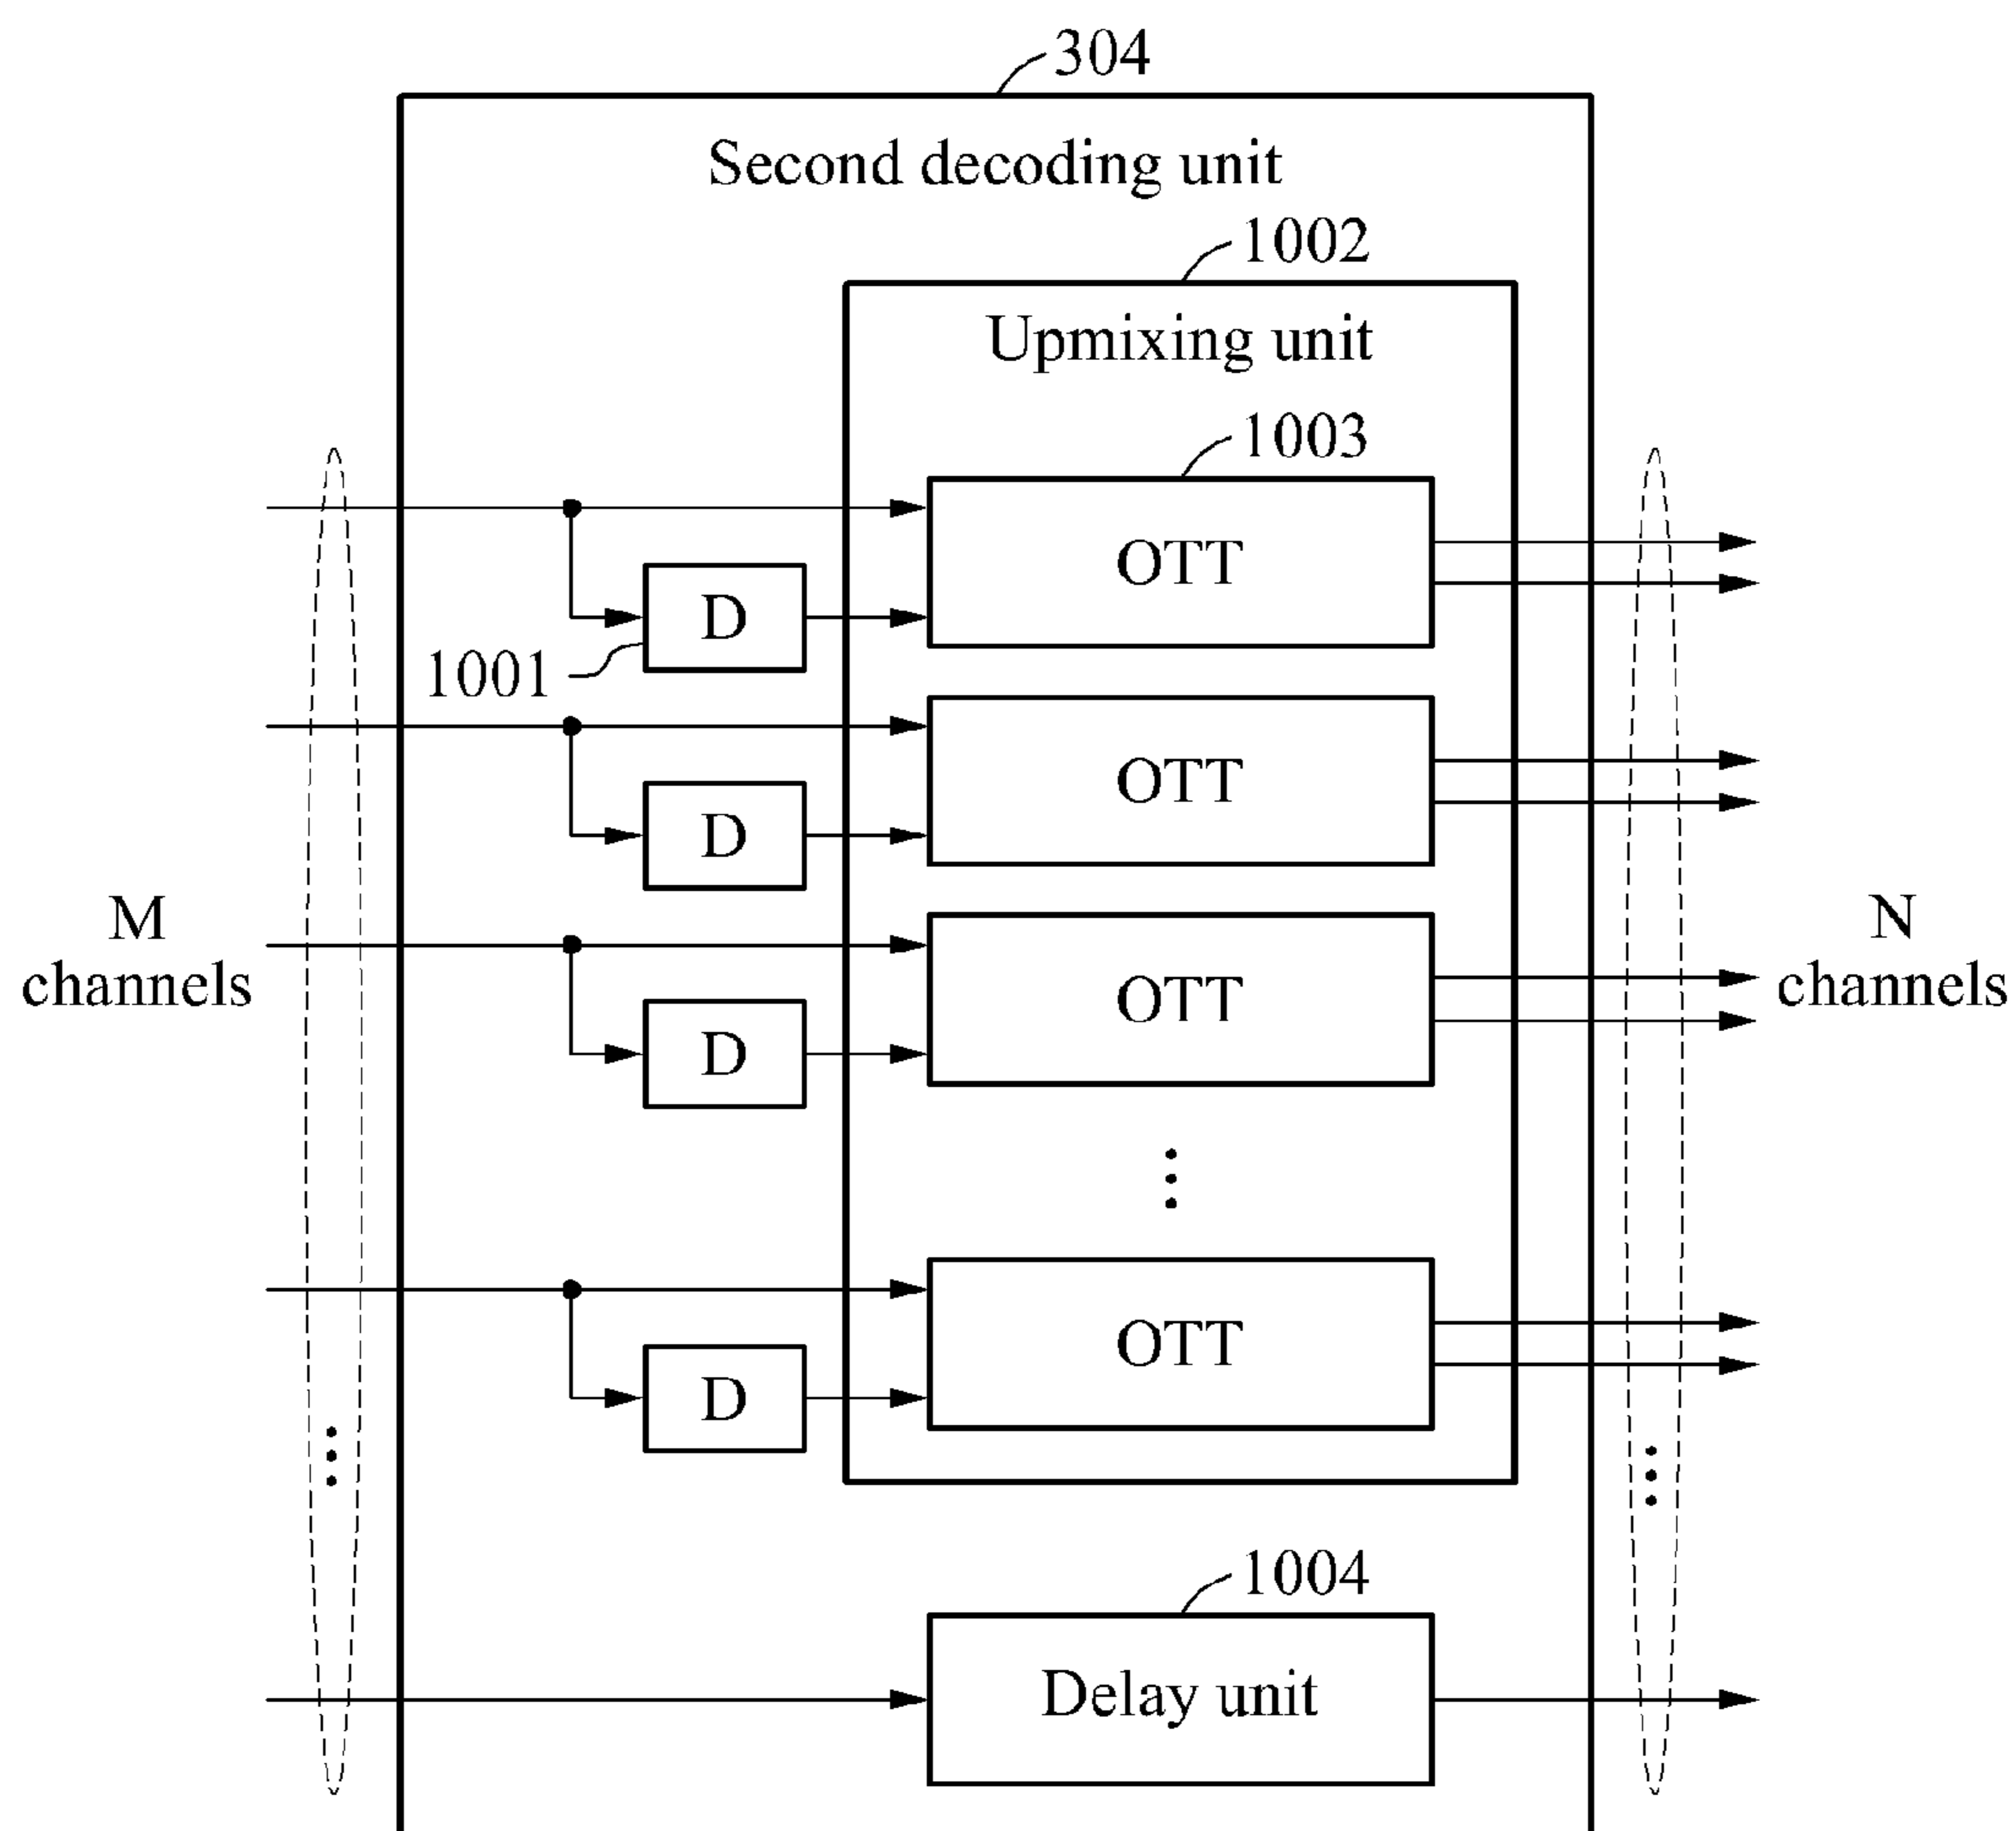 304
Second decoding unit
1002
Upmixing unit
1003
OTT
D
1001
OTT
D
M
channels
N
channels
OTT
D
OTT
D
1004
Delay unit